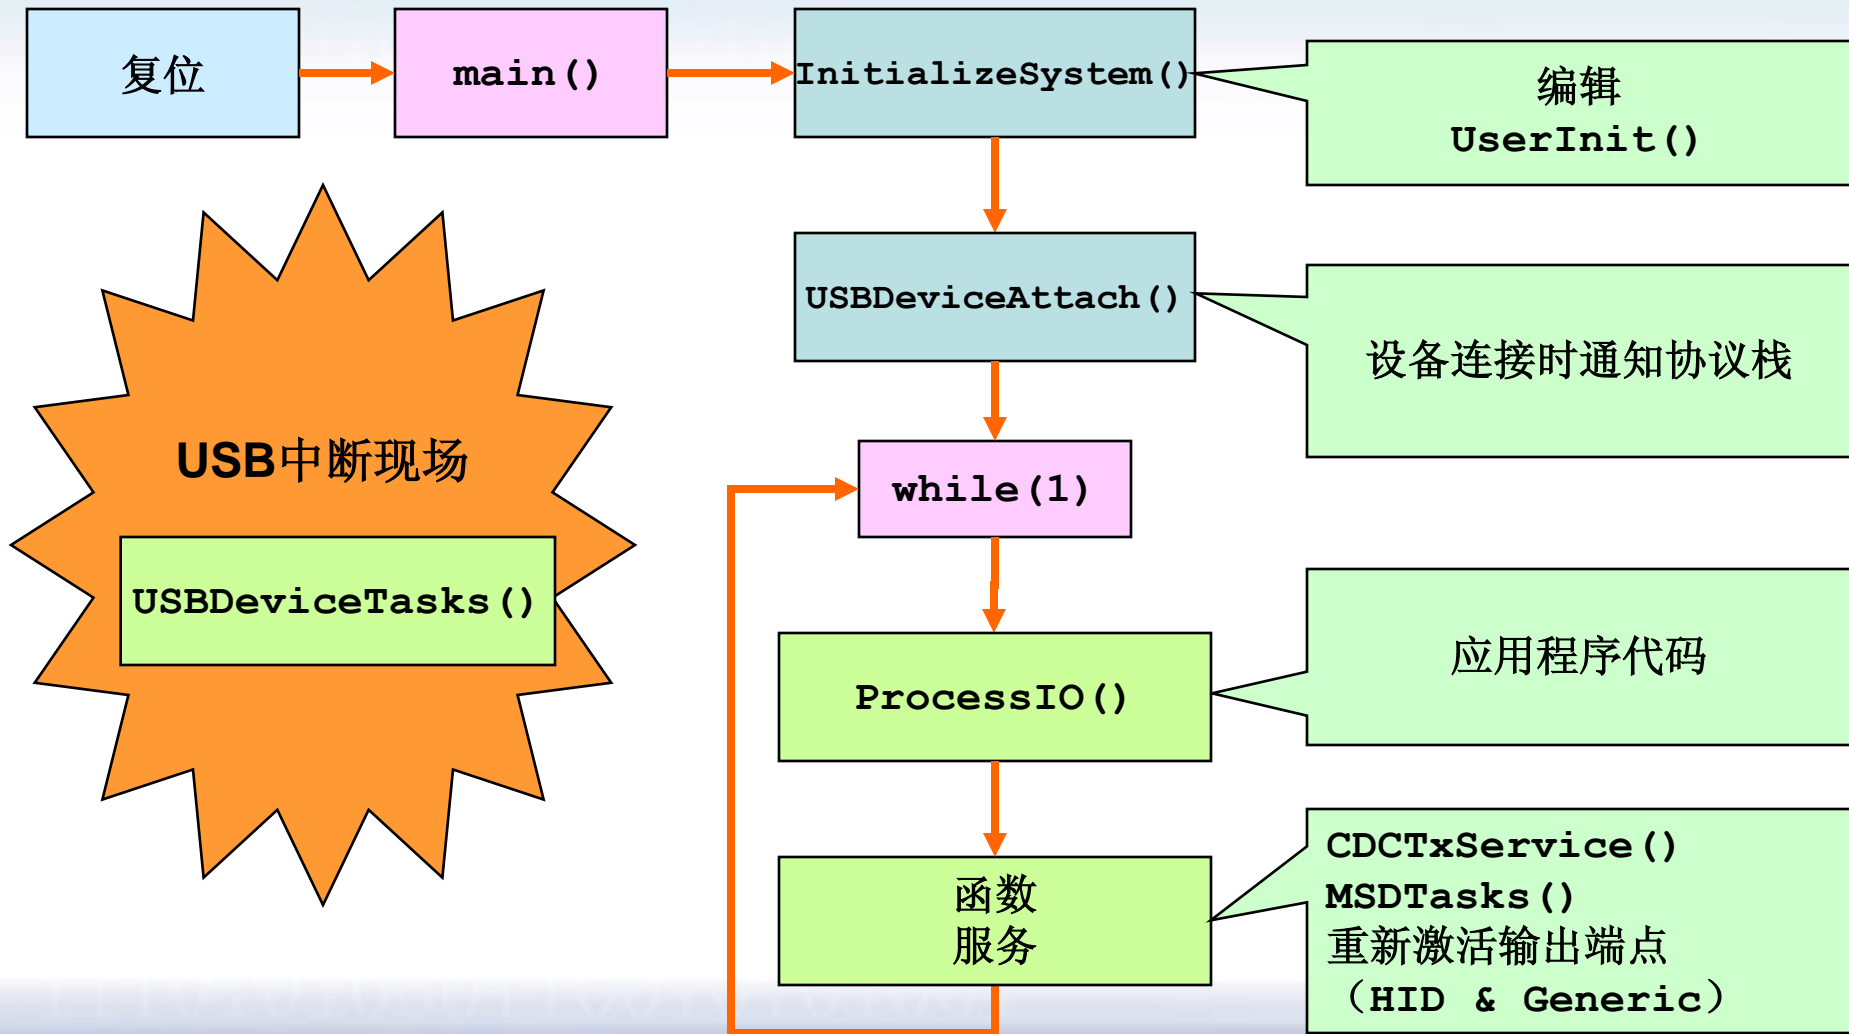 复位
main()
InitializeSystem()
编辑
UserInit()
USBDeviceAttach()
设备连接时通知协议栈
USB中断现场
while(1)
USBDeviceTasks()
ProcessIO()
应用程序代码
函数
服务
CDCTxService()
MSDTasks()
重新激活输出端点
（HID & Generic）